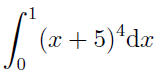 ∫₀¹(x + 5)⁴dx